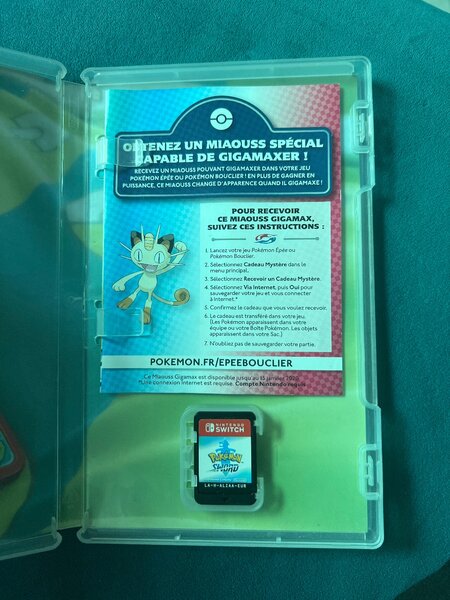 OBTENEZ UN MIAOUSS SPÉCIAL
CAPABLE DE GIGAMAXER !
RECEVEZ UN MIAOUSS POUVANT GIGAMAXER DANS VOTRE JEU
POKÉMON ÉPÉE OU POKÉMON BOUCLIER ! EN PLUS DE GAGNER EN
PUISSANCE, CE MIAOUSS CHANGE D'APPARENCE QUAND IL GIGAMAXE !
POUR RECEVOIR
CE MIAOUSS GIGAMAX,
SUIVEZ CES INSTRUCTIONS :
1. Lancez votre jeu Pokémon Épée ou
Pokémon Bouclier.
2. Sélectionnez Cadeau Mystère dans le
menu principal.
3. Sélectionnez Recevoir un Cadeau Mystère.
4. Sélectionnez Via Internet, puis Oui pour
sauvegarder votre jeu et vous connecter
à Internet.*
5. Confirmez le cadeau que vous voulez recevoir.
6. Le cadeau est transféré dans votre jeu.
(Les Pokémon apparaissent dans votre
équipe ou votre Boîte Pokémon. Les objets
apparaissent dans votre Sac.)
7. N'oubliez pas de sauvegarder votre partie.
POKEMON.FR/EPEEBOUCLIER
Ce Miaouss Gigamax est disponible jusqu'au 15 janvier 2020.
*Une connexion Internet est requise. Compte Nintendo requis.
NINTENDO
SWITCH
POKÉMON
SWORD
LA-H-ALZAA-EUR